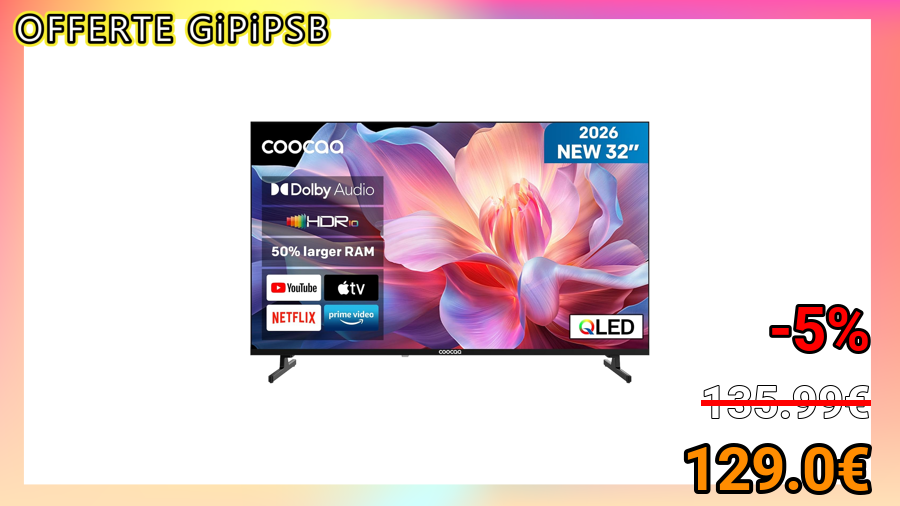 OFFERTE GiPiPSB
coocaa
2026
NEW 32"
Dolby Audio
HDR10
50% larger RAM
YouTube
tv
NETFLIX
prime video
QLED
coocaa
-5%
135.99€
129.0€